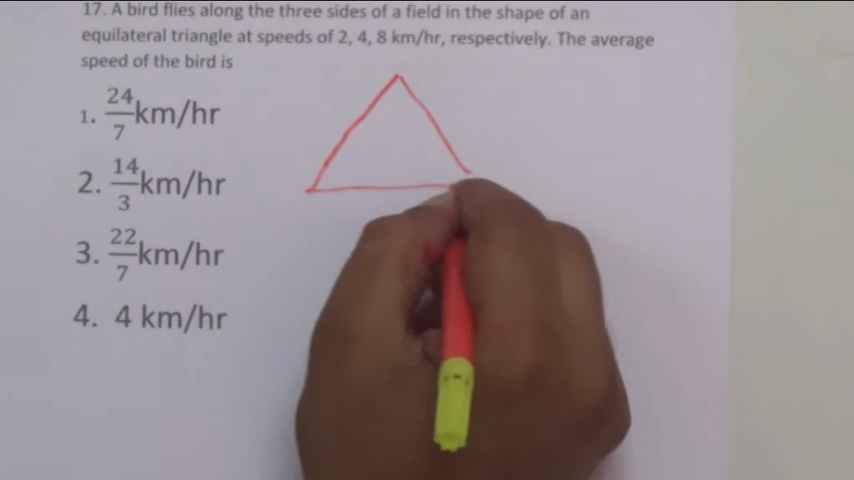 17. A bird flies along the three sides of a field in the shape of an
equilateral triangle at speeds of 2, 4, 8 km/hr, respectively. The average
speed of the bird is
1. 24/7 km/hr
2. 14/3 km/hr
3. 22/7 km/hr
4. 4 km/hr